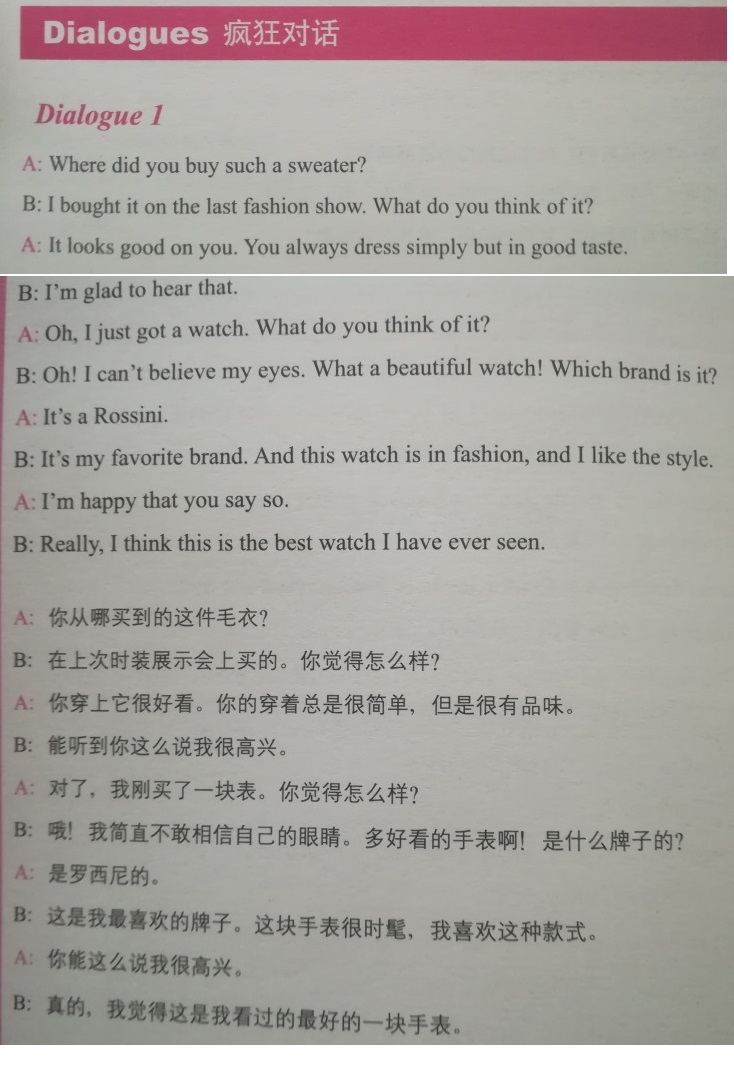 Dialogues 疯狂对话
Dialogue 1
A: Where did you buy such a sweater?
B: I bought it on the last fashion show. What do you think of it?
A: It looks good on you. You always dress simply but in good taste.
B: I'm glad to hear that.
A: Oh, I just got a watch. What do you think of it?
B: Oh! I can't believe my eyes. What a beautiful watch! Which brand is it?
A: It's a Rossini.
B: It's my favorite brand. And this watch is in fashion, and I like the style.
A: I'm happy that you say so.
B: Really, I think this is the best watch I have ever seen.
A: 你从哪买到的这件毛衣?
B: 在上次时装展示会上买的。你觉得怎么样?
A: 你穿上它很好看。你的穿着总是很简单，但是很有品味。
B: 能听到你这么说我很高兴。
A: 对了，我刚买了一块表。你觉得怎么样?
B: 哦! 我简直不敢相信自己的眼睛。多好看的手表啊! 是什么牌子的?
A: 是罗西尼的。
B: 这是我最喜欢的牌子。这块手表很时髦，我喜欢这种款式。
A: 你能这么说我很高兴。
B: 真的，我觉得这是我看过的最好的一块手表。